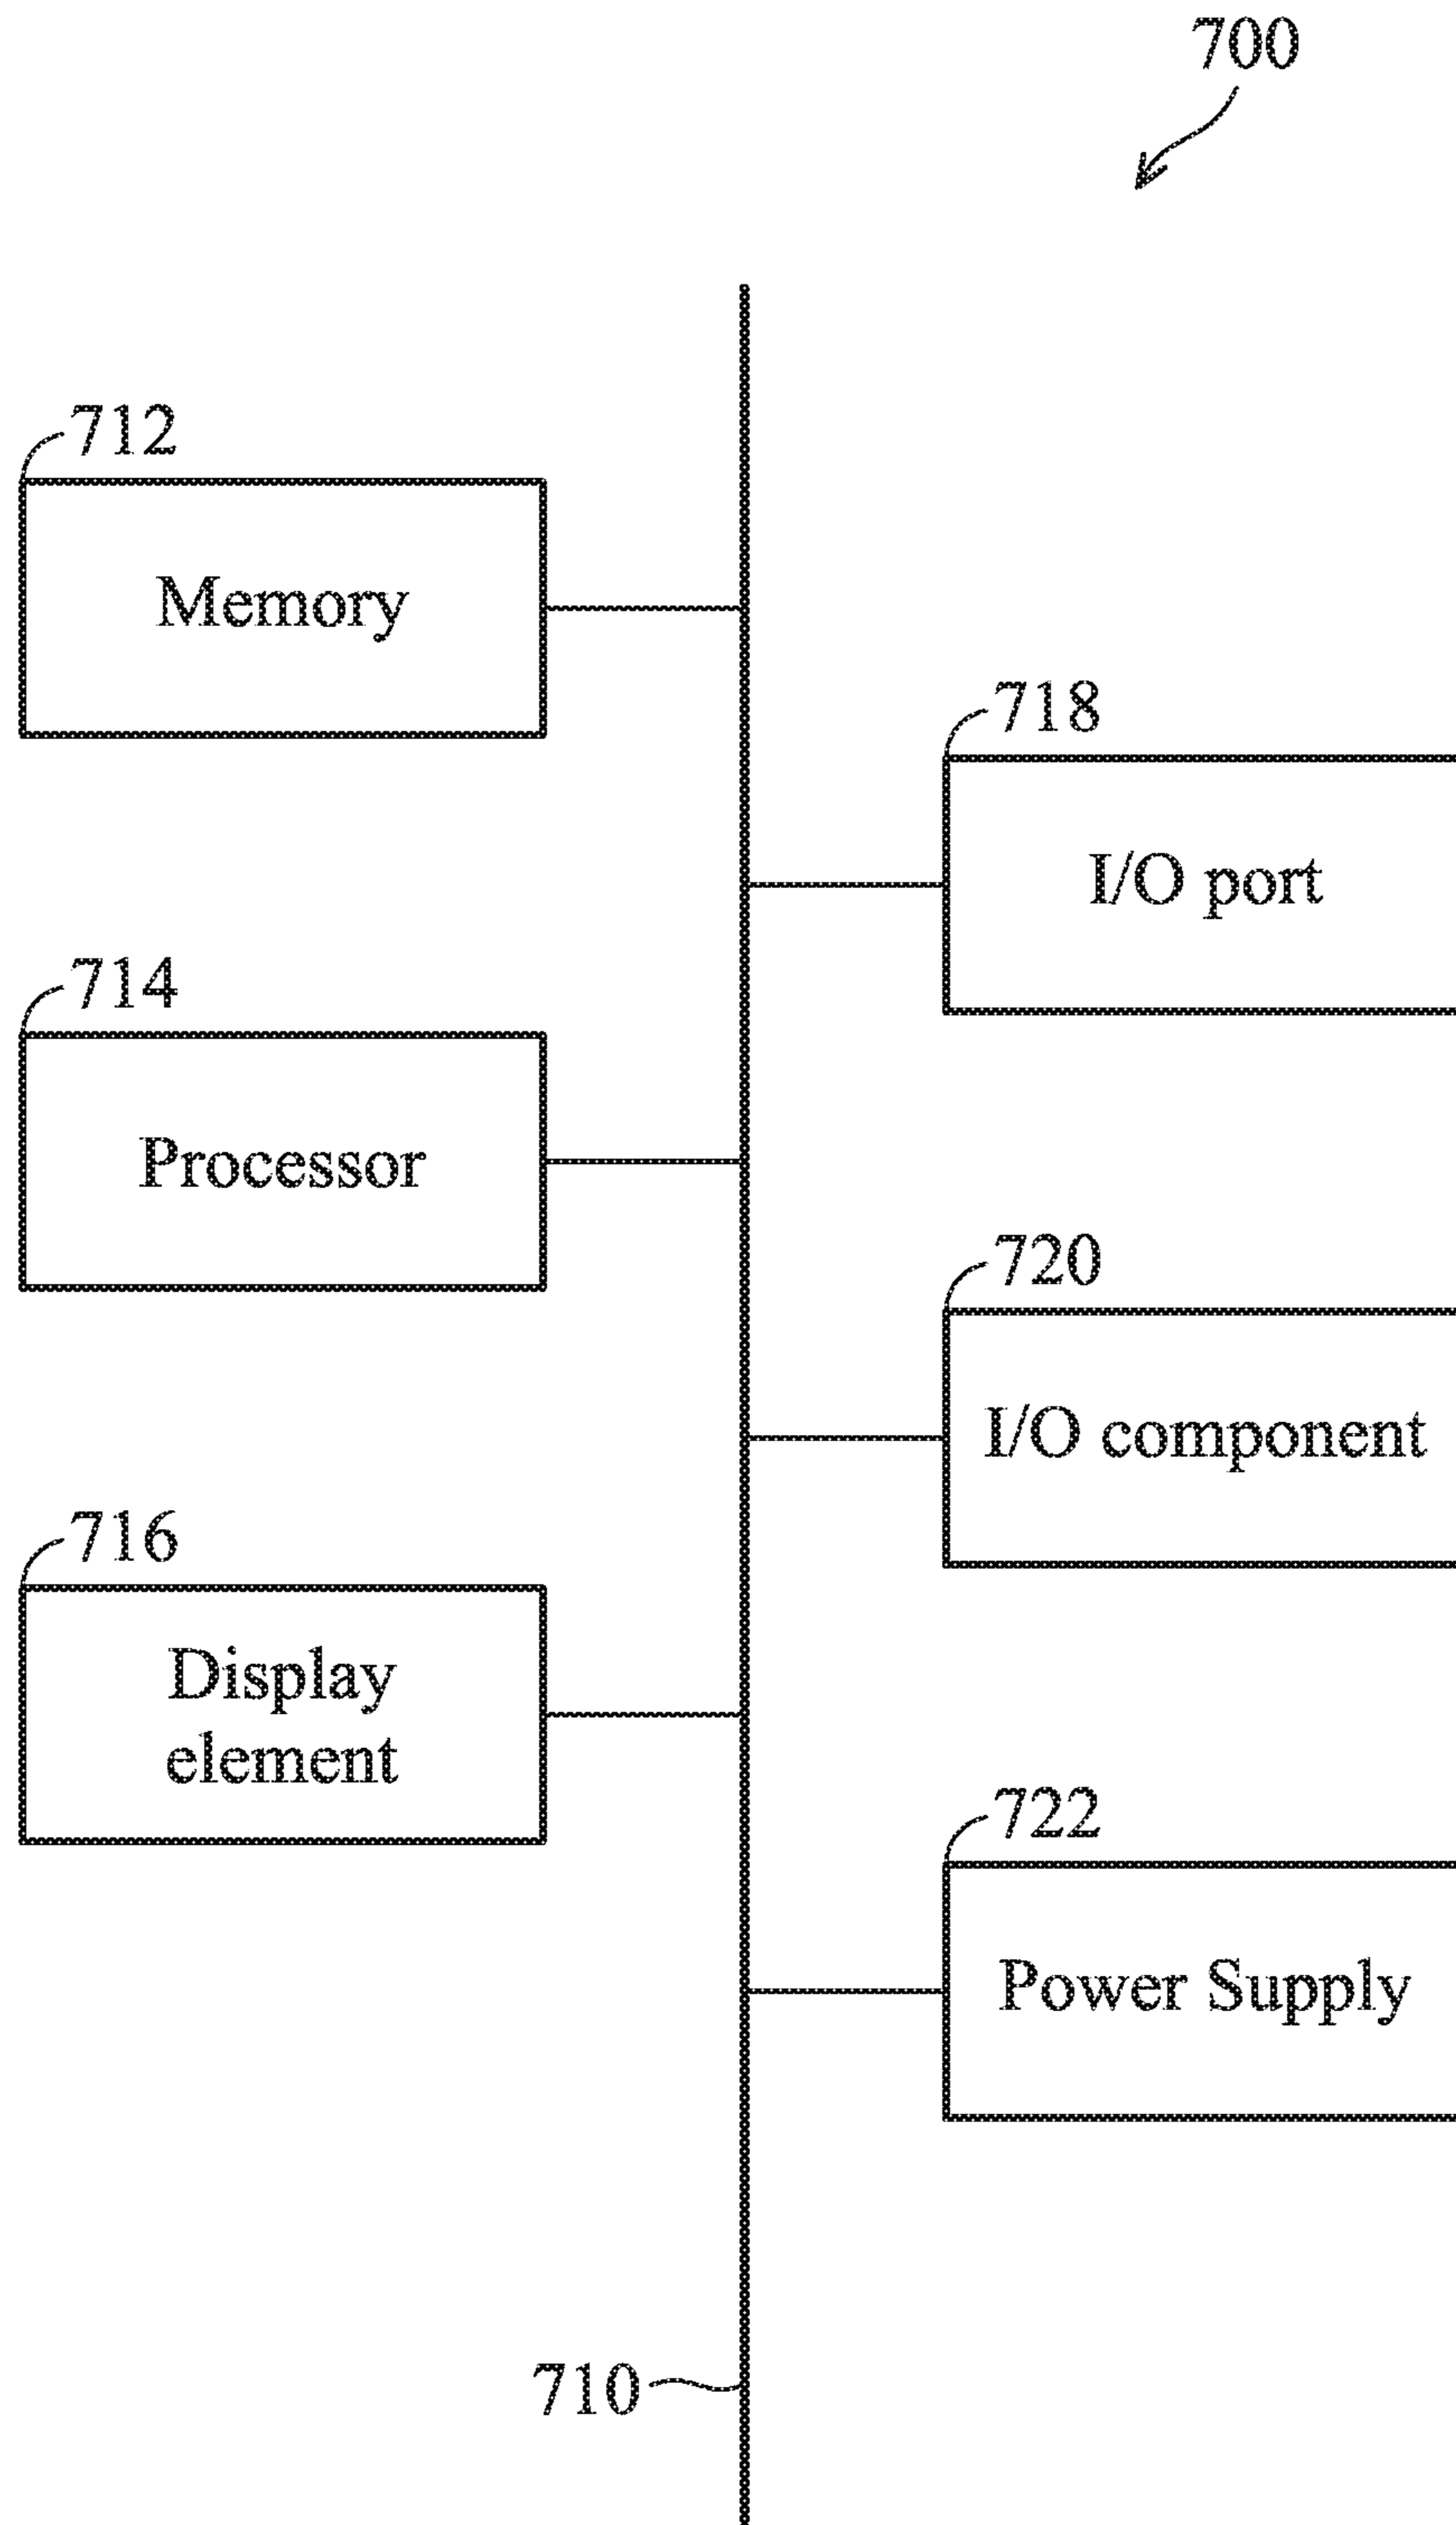 700
712
Memory
718
I/O port
714
Processor
720
I/O component
716
Display
element
722
Power Supply
710